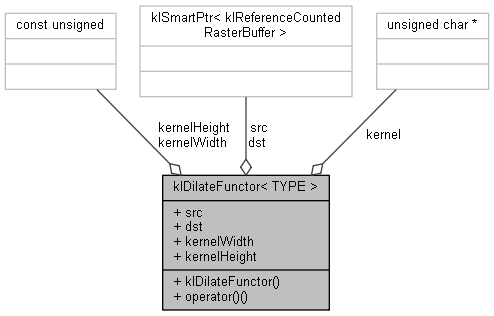 const unsigned
klSmartPtr< klReferenceCounted
RasterBuffer >
unsigned char *
kernelHeight
kernelWidth
src
dst
kernel
klDilateFunctor< TYPE >
+ src
+ dst
+ kernelWidth
+ kernelHeight
+ klDilateFunctor()
+ operator()()